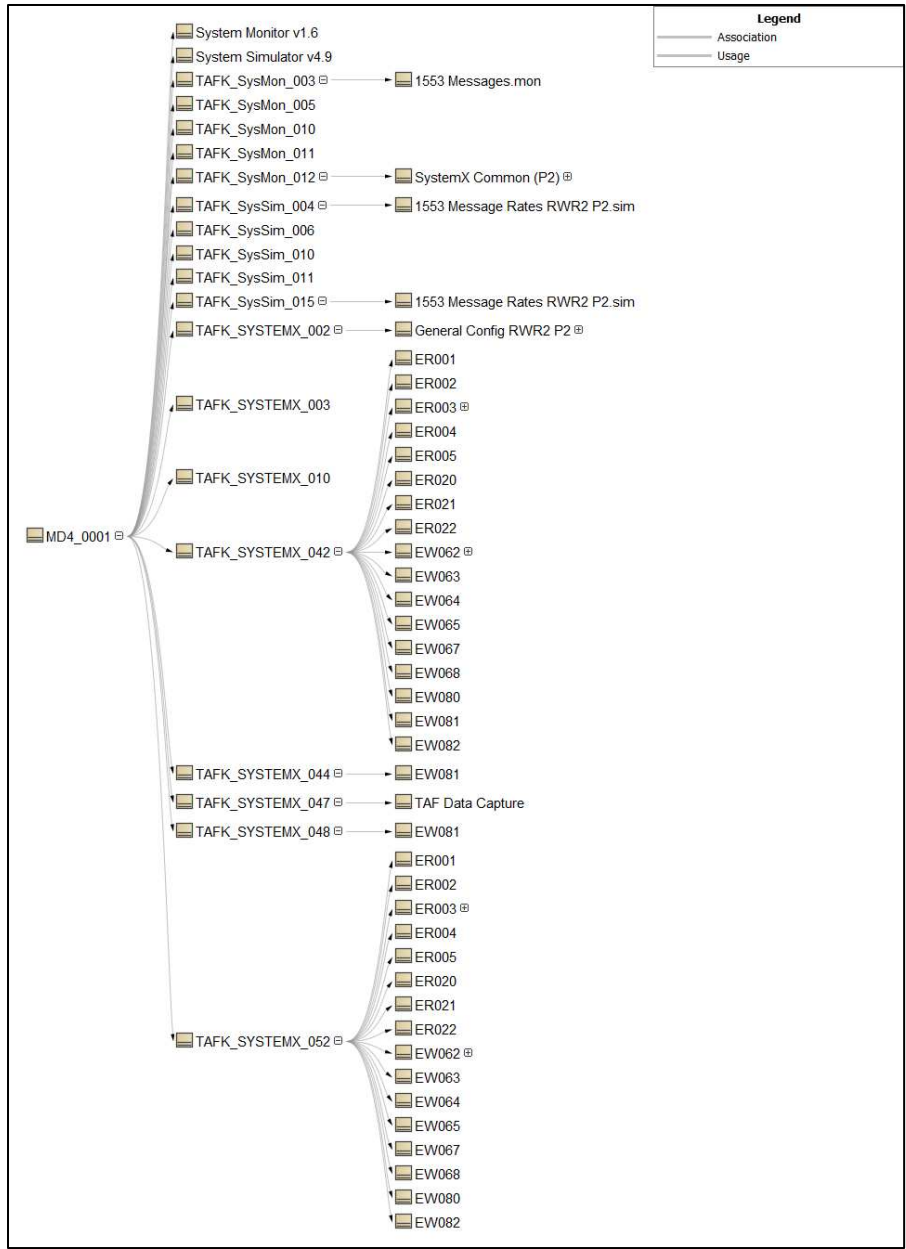 Legend
Association
Usage
System Monitor v1.6
System Simulator v4.9
TAFK_SysMon_003 1553 Messages.mon
TAFK_SysMon_005
TAFK_SysMon_010
TAFK_SysMon_011
TAFK_SysMon_012 SystemX Common (P2)
TAFK_SysSim_004 1553 Message Rates RWR2 P2.sim
TAFK_SysSim_006
TAFK_SysSim_010
TAFK_SysSim_011
TAFK_SysSim_015 1553 Message Rates RWR2 P2.sim
TAFK_SYSTEMX_002 General Config RWR2 P2
ER001
ER002
TAFK_SYSTEMX_003 ER003
ER004
ER005
TAFK_SYSTEMX_010 ER020
ER021
ER022
MD4_0001
TAFK_SYSTEMX_042 EW062
EW063
EW064
EW065
EW067
EW068
EW080
EW081
EW082
TAFK_SYSTEMX_044 EW081
TAFK_SYSTEMX_047 TAF Data Capture
TAFK_SYSTEMX_048 EW081
ER001
ER002
ER003
ER004
ER005
ER020
ER021
ER022
TAFK_SYSTEMX_052
EW062
EW063
EW064
EW065
EW067
EW068
EW080
EW082